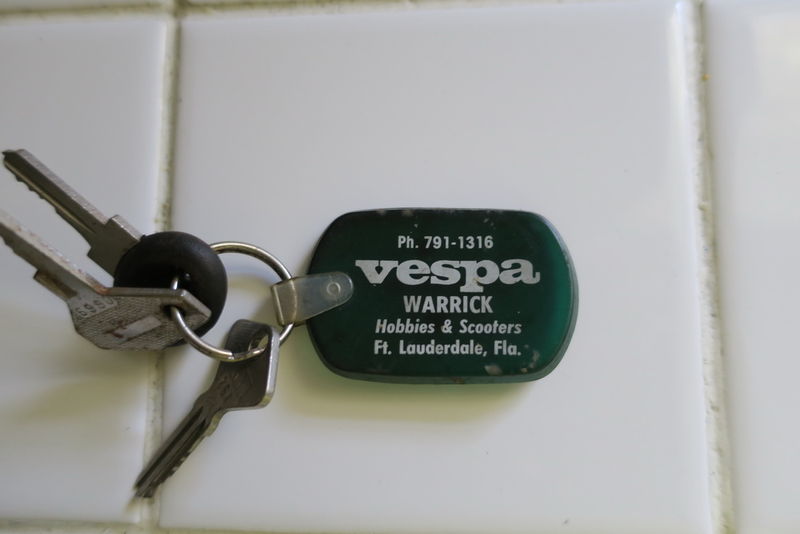 Ph. 791-1316
vespa
WARRICK
Hobbies & Scooters
Ft. Lauderdale, Fla.